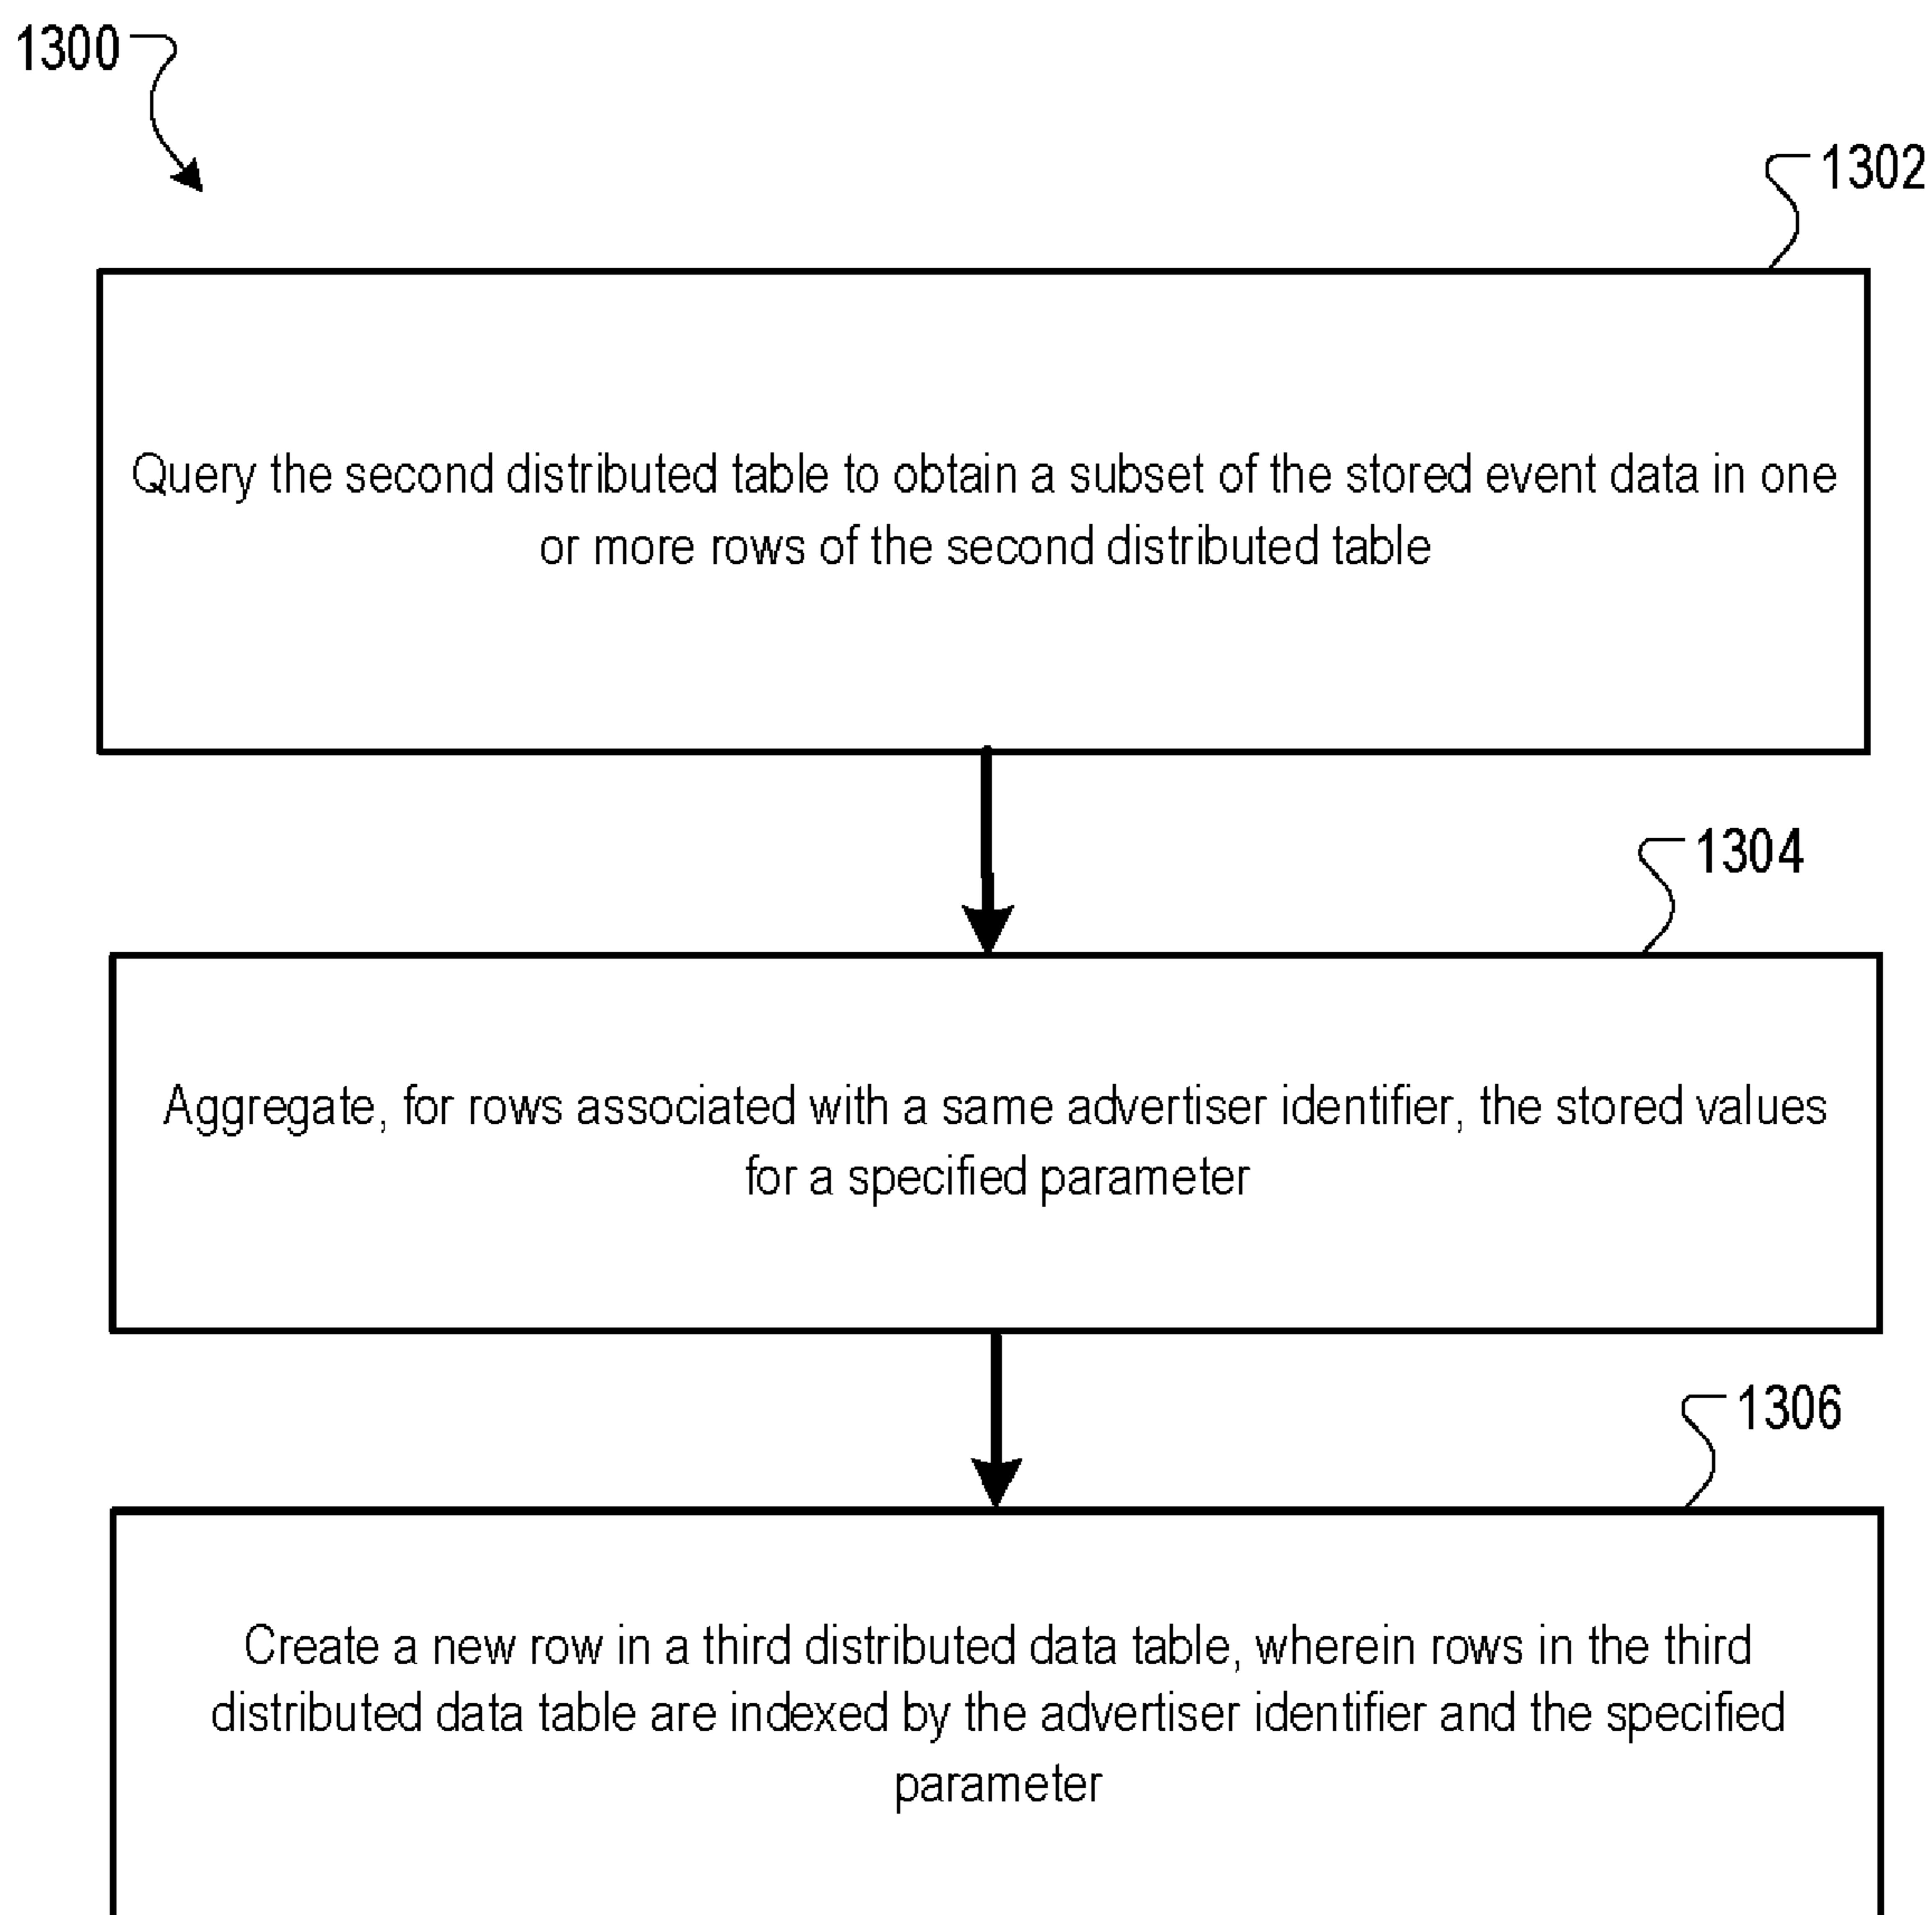 1300
1302
Query the second distributed table to obtain a subset of the stored event data in one
or more rows of the second distributed table
1304
Aggregate, for rows associated with a same advertiser identifier, the stored values
for a specified parameter
1306
Create a new row in a third distributed data table, wherein rows in the third
distributed data table are indexed by the advertiser identifier and the specified
parameter